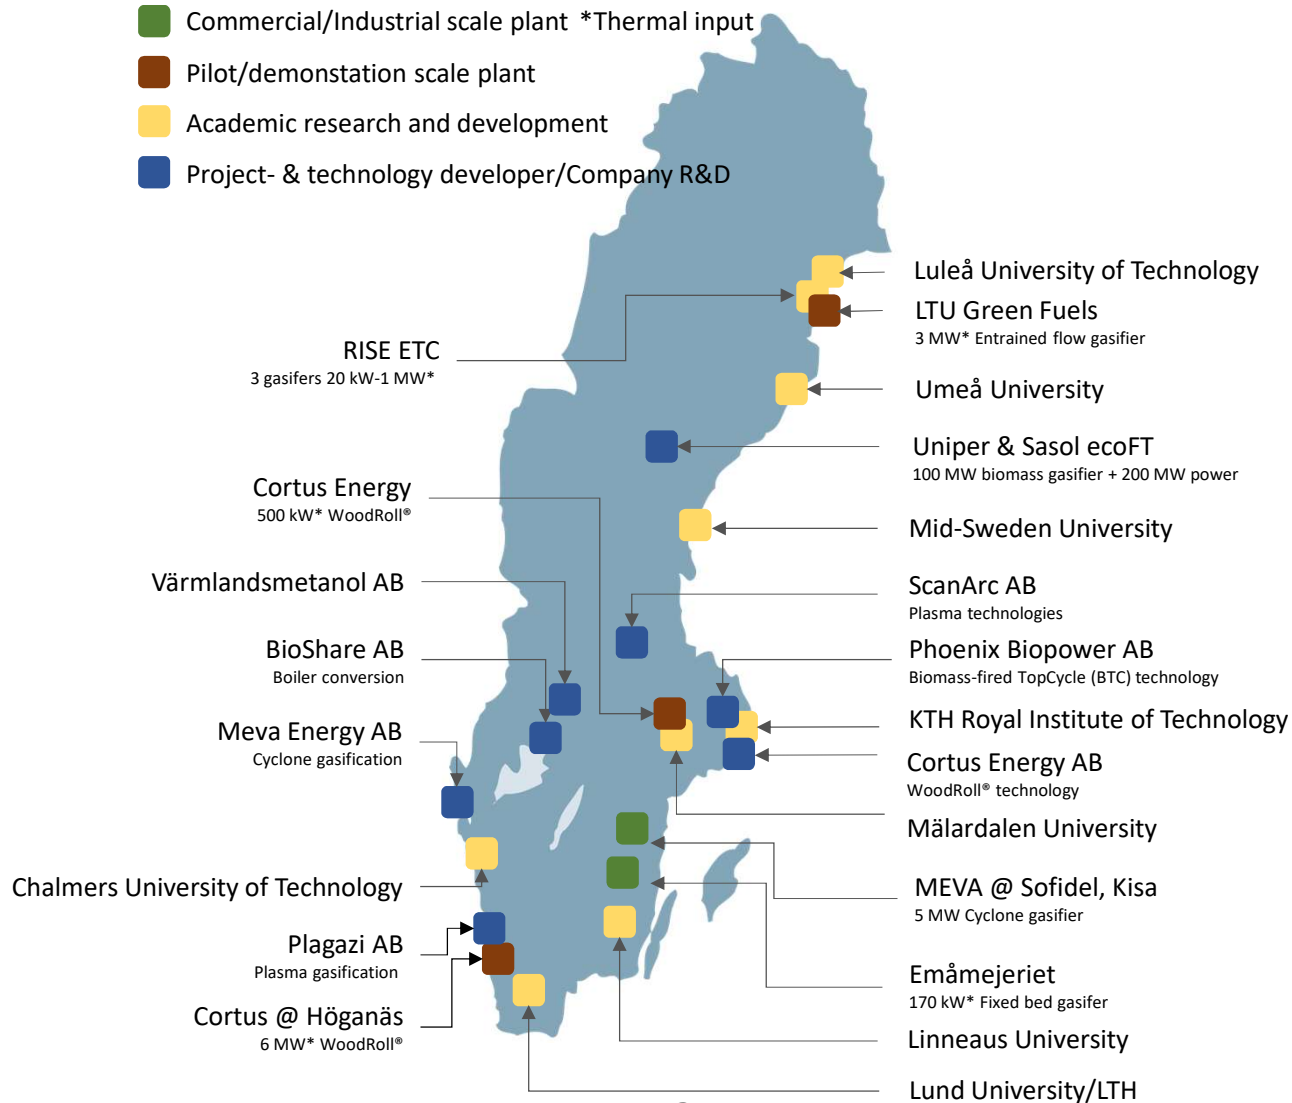 Commercial/Industrial scale plant *Thermal input
Pilot/demonstation scale plant
Academic research and development
Project- & technology developer/Company R&D
RISE ETC
3 gasifers 20 kW-1 MW*
Cortus Energy
500 kW* WoodRoll®
Värmlandsmetanol AB
BioShare AB
Boiler conversion
Meva Energy AB
Cyclone gasification
Chalmers University of Technology
Plagazi AB
Plasma gasification
Cortus @ Höganäs
6 MW* WoodRoll®
Luleå University of Technology
LTU Green Fuels
3 MW* Entrained flow gasifier
Umeå University
Uniper & Sasol ecoFT
100 MW biomass gasifier + 200 MW power
Mid-Sweden University
ScanArc AB
Plasma technologies
Phoenix Biopower AB
Biomass-fired TopCycle (BTC) technology
KTH Royal Institute of Technology
Cortus Energy AB
WoodRoll® technology
Mälardalen University
MEVA @ Sofidel, Kisa
5 MW Cyclone gasifier
Emåmejeriet
170 kW* Fixed bed gasifer
Linneaus University
Lund University/LTH